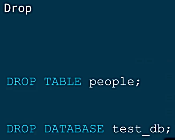 Drop
DROP TABLE people;
DROP DATABASE test_db;